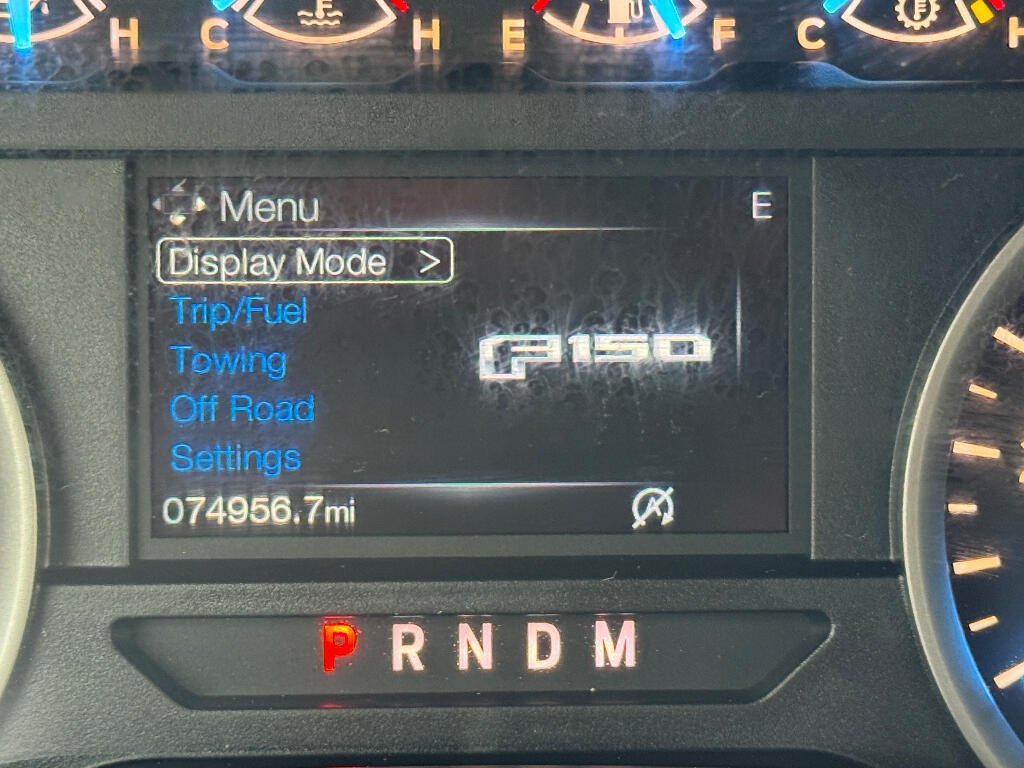 H C H E F C H
Menu E
Display Mode >
Trip/Fuel
Towing
F150
Off Road
Settings
074956.7mi A
P R N D M